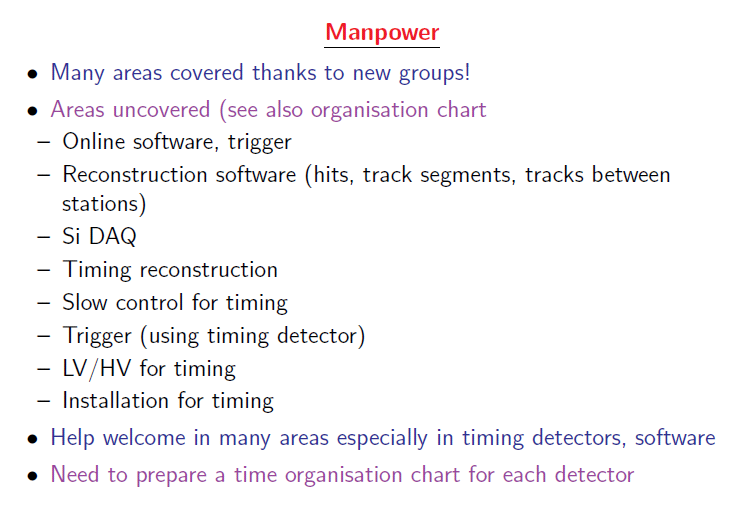 Manpower
• Many areas covered thanks to new groups!
• Areas uncovered (see also organisation chart
– Online software, trigger
– Reconstruction software (hits, track segments, tracks between
stations)
– Si DAQ
– Timing reconstruction
– Slow control for timing
– Trigger (using timing detector)
– LV/HV for timing
– Installation for timing
• Help welcome in many areas especially in timing detectors, software
• Need to prepare a time organisation chart for each detector